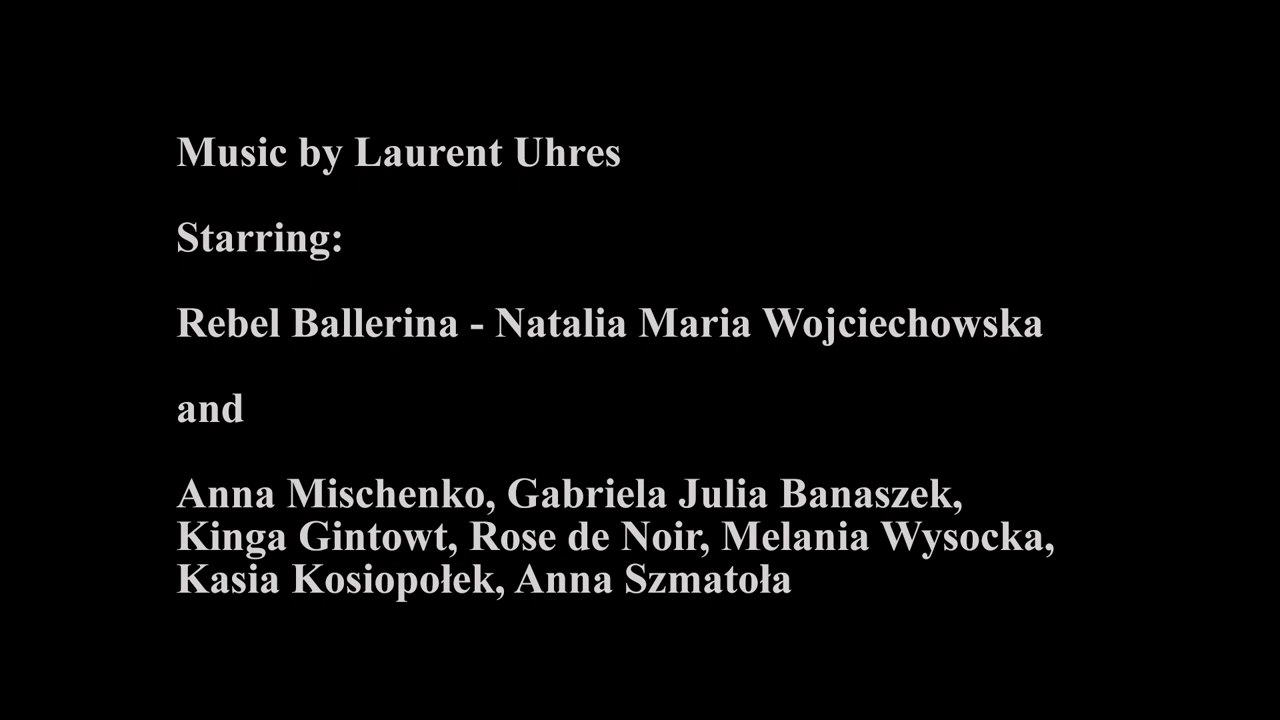 Music by Laurent Uhres
Starring:
Rebel Ballerina - Natalia Maria Wojciechowska
and
Anna Mischenko, Gabriela Julia Banaszek,
Kinga Gintowt, Rose de Noir, Melania Wysocka,
Kasia Kosiopołek, Anna Szmatoła